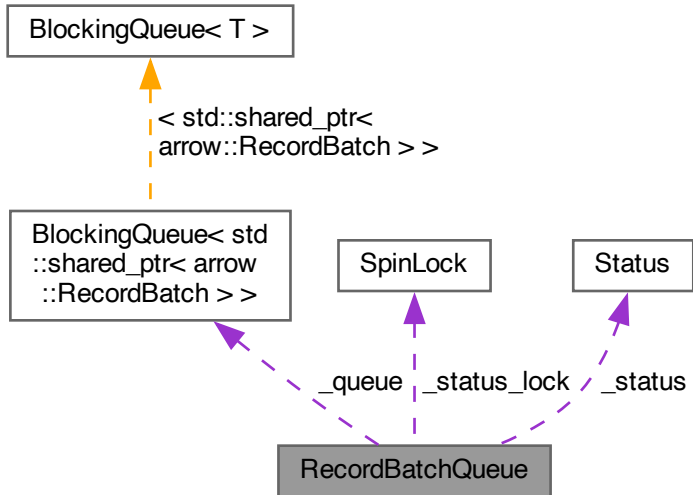 BlockingQueue< T >
< std::shared_ptr<
arrow::RecordBatch > >
BlockingQueue< std
::shared_ptr< arrow
::RecordBatch > >
SpinLock
Status
_queue
_status_lock
_status
RecordBatchQueue